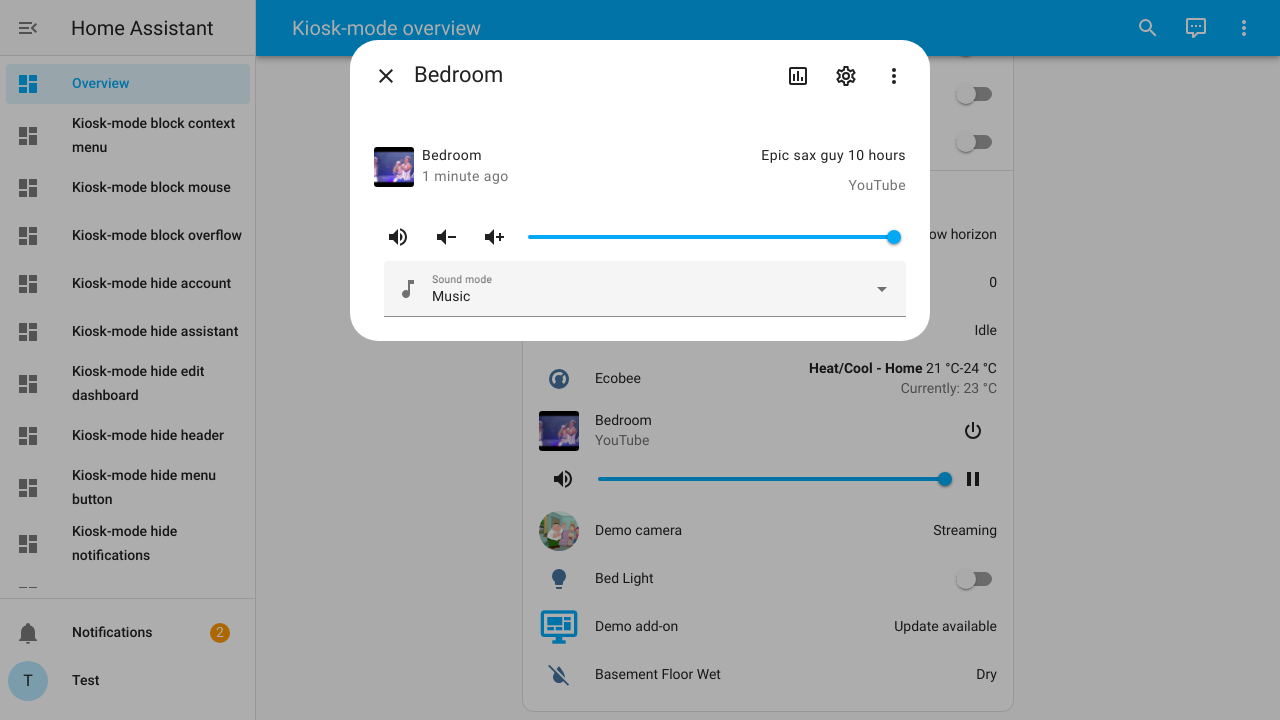 Home Assistant
Kiosk-mode overview
Overview
Kiosk-mode block context
menu
Kiosk-mode block mouse
Kiosk-mode block overflow
Kiosk-mode hide account
Kiosk-mode hide assistant
Kiosk-mode hide edit
dashboard
Kiosk-mode hide header
Kiosk-mode hide menu
button
Kiosk-mode hide
notifications
Notifications
2
T
Test
Bedroom
Bedroom
1 minute ago
Epic sax guy 10 hours
YouTube
Sound mode
Music
horizon
0
Idle
Ecobee
Heat/Cool - Home 21 °C-24 °C
Currently: 23 °C
Bedroom
YouTube
Demo camera
Streaming
Bed Light
Demo add-on
Update available
Basement Floor Wet
Dry